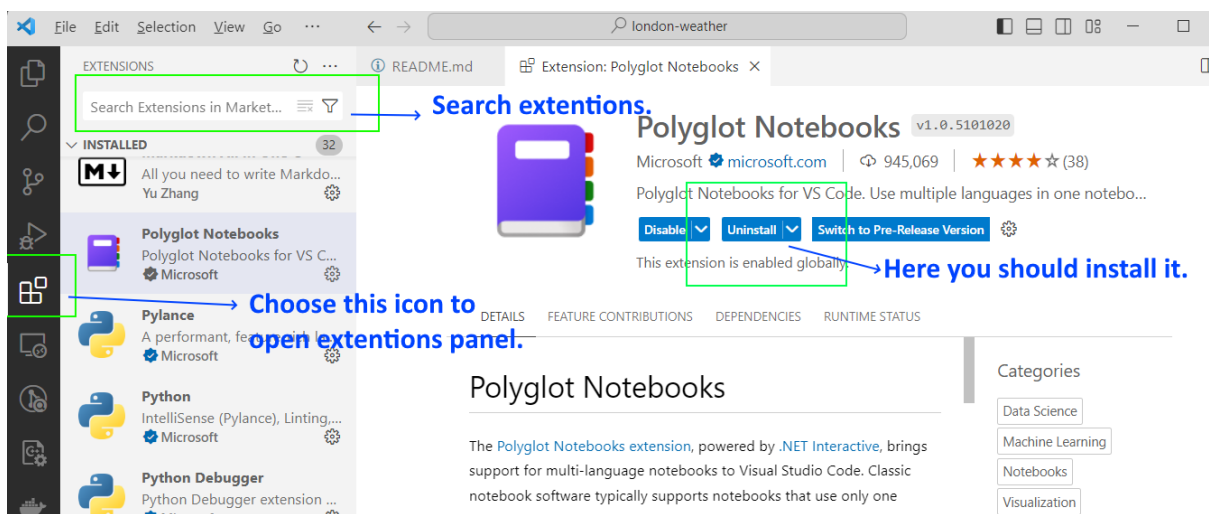 File Edit Selection View Go ··· london-weather
EXTENSIONS
README.md
Extension: Polyglot Notebooks
Search Extensions in Market...
Search extentions.
INSTALLED 32
All you need to write Markdo...
Yu Zhang
Polyglot Notebooks
Polyglot Notebooks for VS C...
Microsoft
Choose this icon to
open extentions panel.
Pylance
Microsoft
Python
IntelliSense (Pylance), Linting,...
Microsoft
Python Debugger
Python Debugger extension ...
Polyglot Notebooks v1.0.5101020
Microsoft microsoft.com 945,069 (38)
Polyglot Notebooks for VS Code. Use multiple languages in one notebo...
Disable Uninstall Switch to Pre-Release Version
This extension is enabled globally.
Here you should install it.
DETAILS FEATURE CONTRIBUTIONS DEPENDENCIES RUNTIME STATUS
Polyglot Notebooks
The Polyglot Notebooks extension, powered by .NET Interactive, brings
support for multi-language notebooks to Visual Studio Code. Classic
notebook software typically supports notebooks that use only one
Categories
Data Science
Machine Learning
Notebooks
Visualization